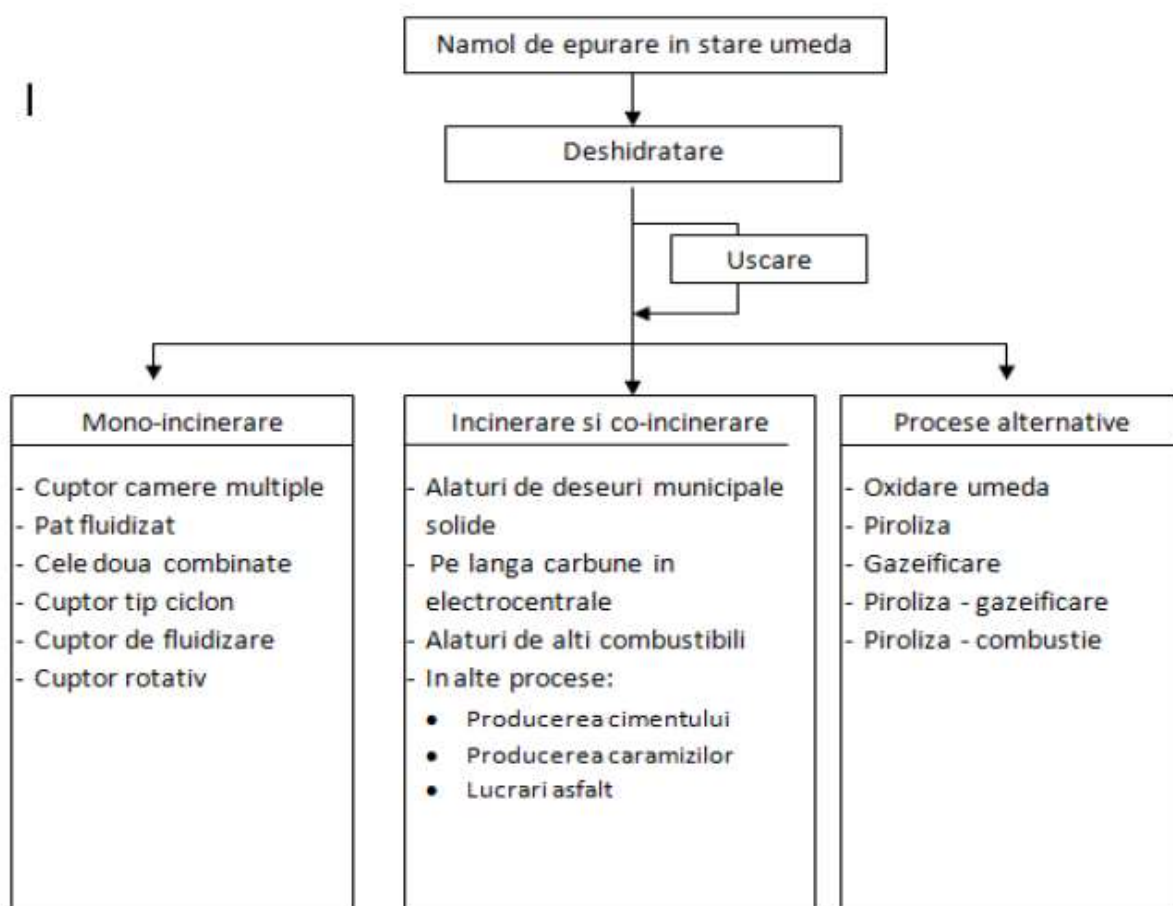 Namol de epurare in stare umeda
Deshidratare
Uscare
Mono-incinerare
- Cuptor camere multiple
- Pat fluidizat
- Cele doua combinate
- Cuptor tip ciclon
- Cuptor de fluidizare
- Cuptor rotativ
Incinerare si co-incinerare
- Alaturi de deseuri municipale
solide
- Pe langa carbune in
electrocentrale
- Alaturi de alti combustibili
- In alte procese:
• Producerea cimentului
• Producerea caramizilor
• Lucrari asfalt
Procese alternative
- Oxidare umeda
- Piroliza
- Gazeificare
- Piroliza - gazeificare
- Piroliza - combustie